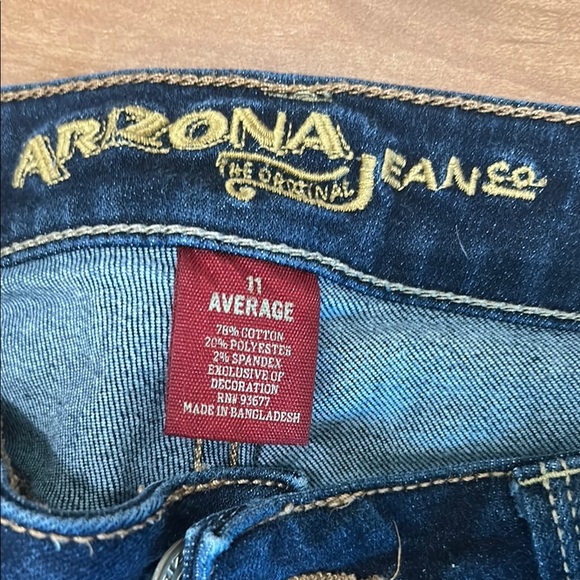 ARIZONA JEAN Co
THE ORIGINAL
11
AVERAGE
78% COTTON
20% POLYESTER
2% SPANDEX
EXCLUSIVE OF
DECORATION
RN# 93677
MADE IN BANGLADESH